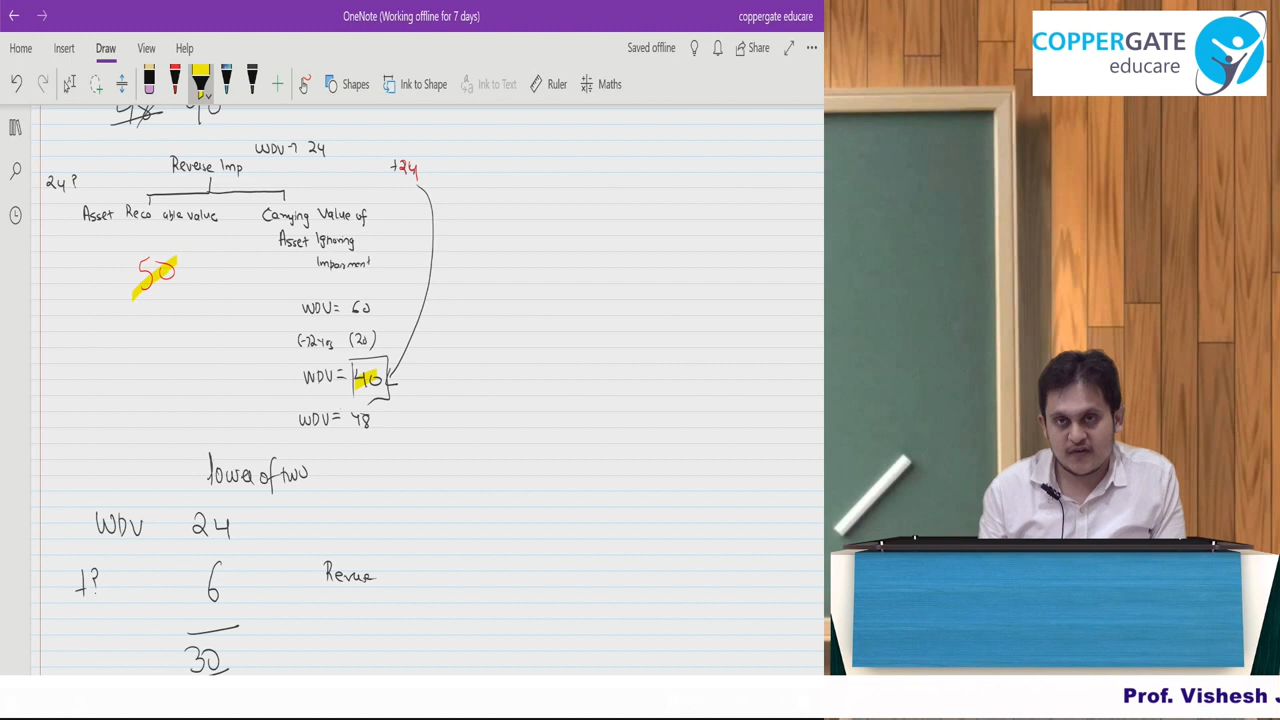 OneNote (Working offline for 7 days)
coppergate educare
Home Insert Draw View Help
Saved offline
Share
Shapes
Ink to Shape
Ink to Text
Ruler
Maths
COPPERGATE
educare
WDV→ 24
Reverse Imp
+24
24?
Asset Reco able value
Carrying Value of
Asset Ignoring
Impairment
50
WDV= 60
(-) 2 yrs (20)
WDV= 40
WDV= 48
lower of two
WDV 24
+? 6
30
Prof. Vishesh